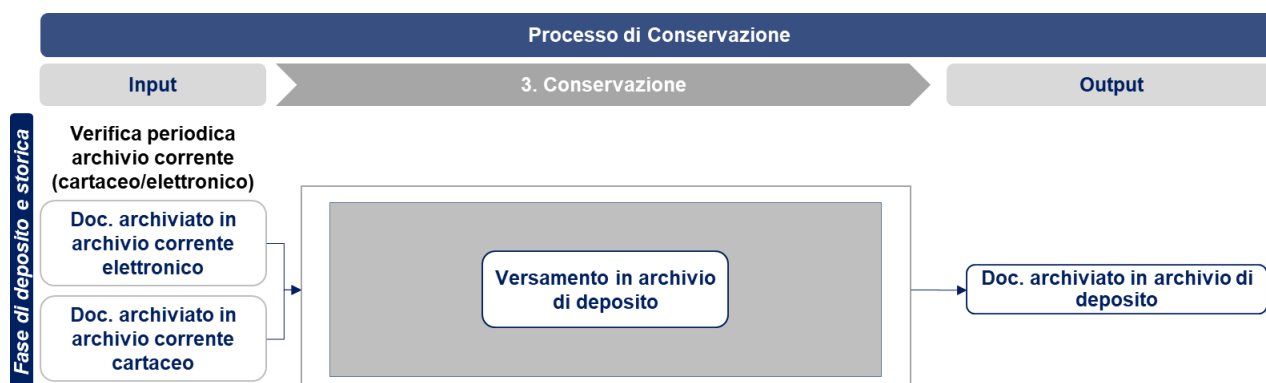 Processo di Conservazione
Input
3. Conservazione
Output
Fase di deposito e storica
Verifica periodica
archivio corrente
(cartaceo/elettronico)
Doc. archiviato in
archivio corrente
elettronico
Doc. archiviato in
archivio corrente
cartaceo
Versamento in archivio
di deposito
Doc. archiviato in archivio di
deposito